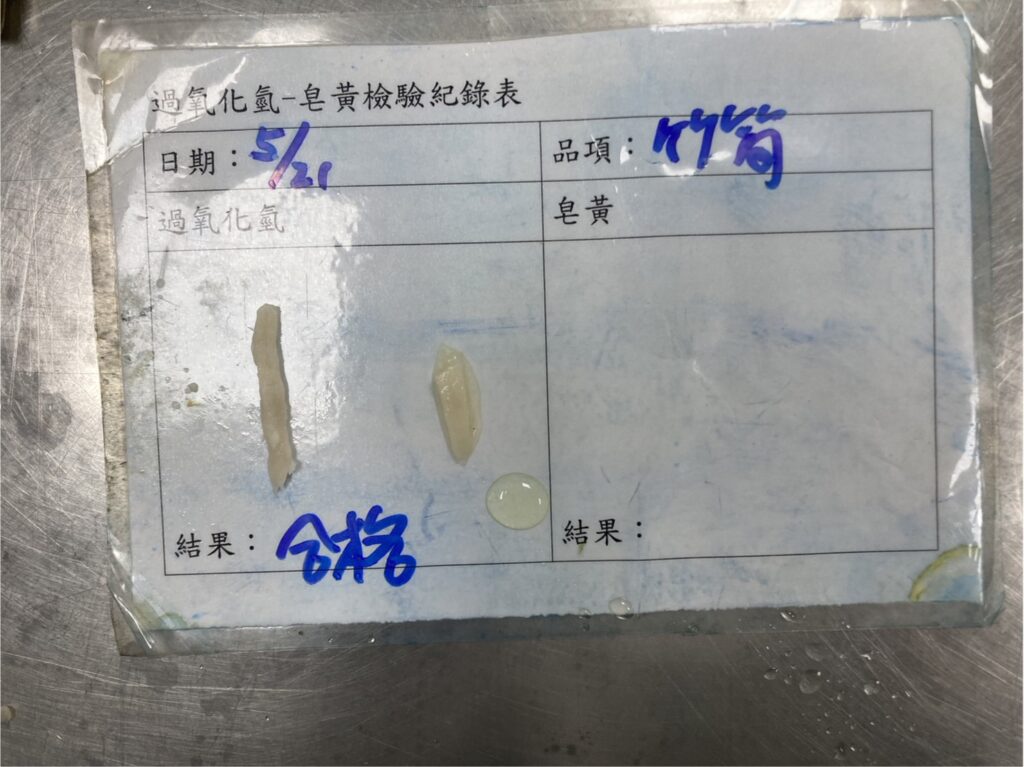 過氧化氫-皂黃檢驗紀錄表
日期：5/21
品項：竹筍
過氧化氫
皂黃
結果：合格
結果：